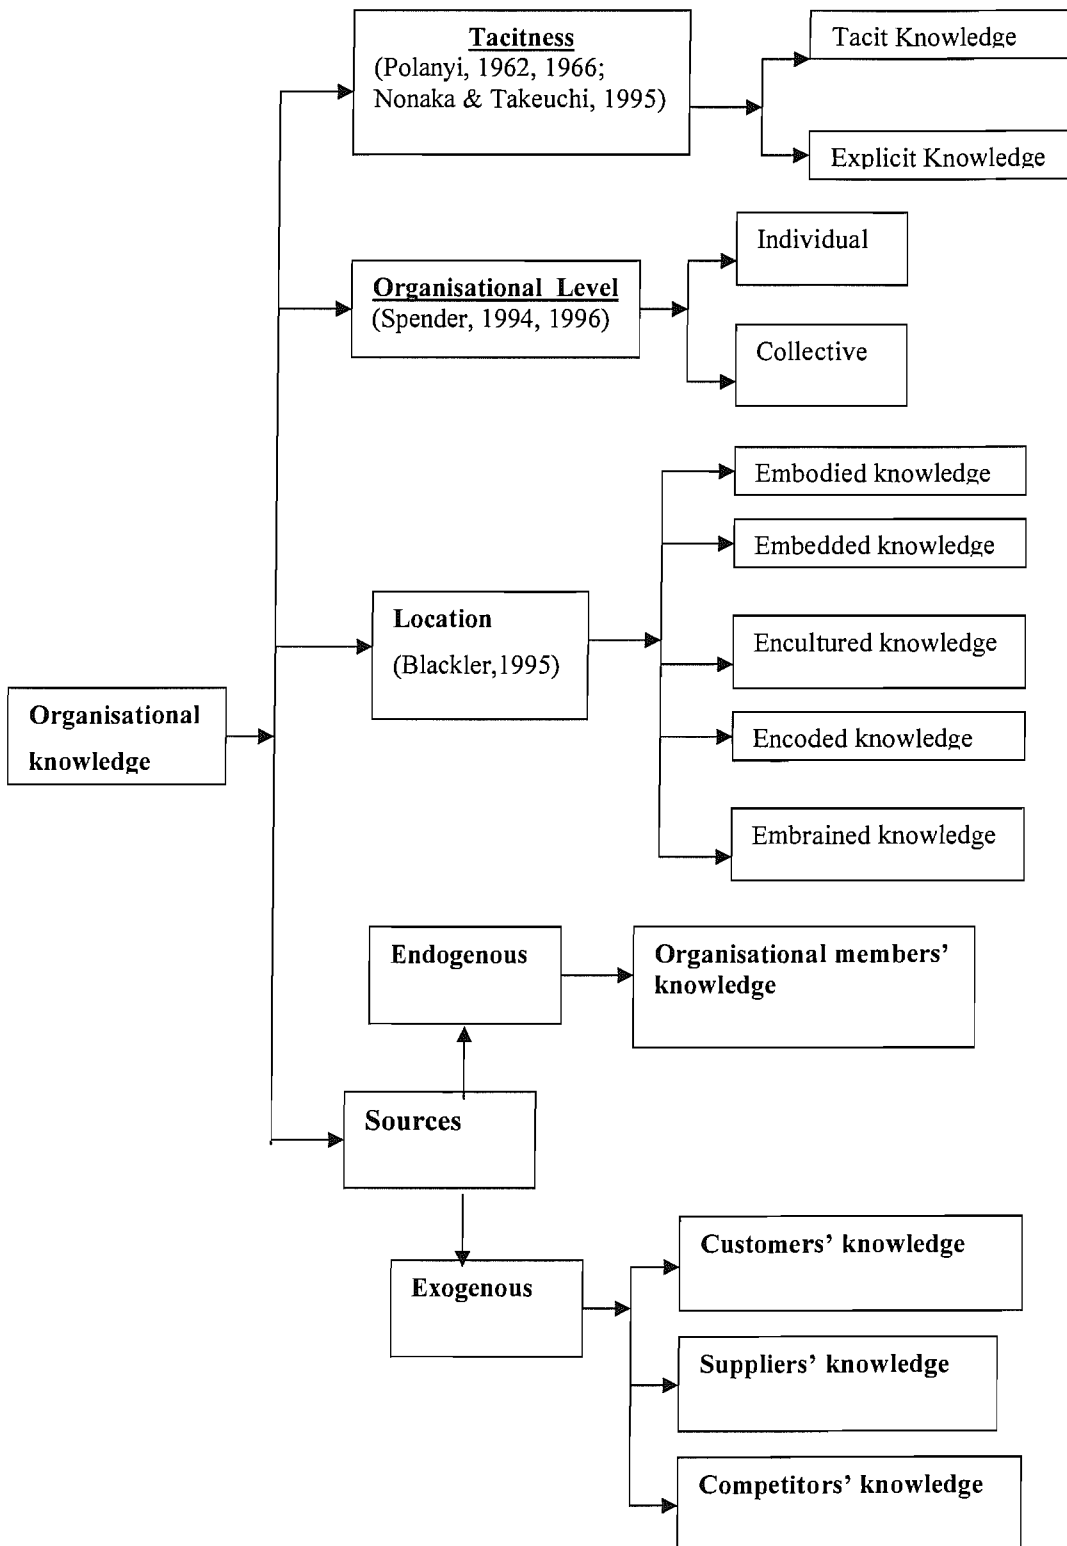 Tacitness
(Polanyi, 1962, 1966;
Nonaka & Takeuchi, 1995)
Tacit Knowledge
Explicit Knowledge
Organisational Level
(Spender, 1994, 1996)
Individual
Collective
Location
(Blackler,1995)
Embodied knowledge
Embedded knowledge
Encultured knowledge
Encoded knowledge
Embrained knowledge
Organisational
knowledge
Endogenous
Organisational members’
knowledge
Sources
Exogenous
Customers’ knowledge
Suppliers’ knowledge
Competitors’ knowledge